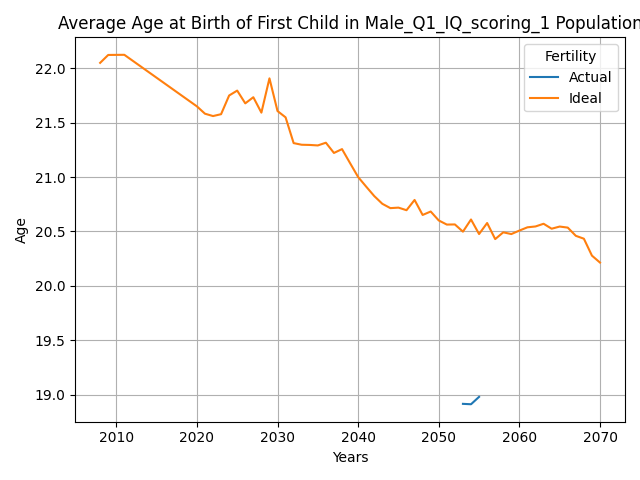 Average Age at Birth of First Child in Male_Q1_IQ_scoring_1 Population
Fertility
Actual
Ideal
22.0
21.5
21.0
20.5
20.0
19.5
19.0
Age
2010 2020 2030 2040 2050 2060 2070
Years